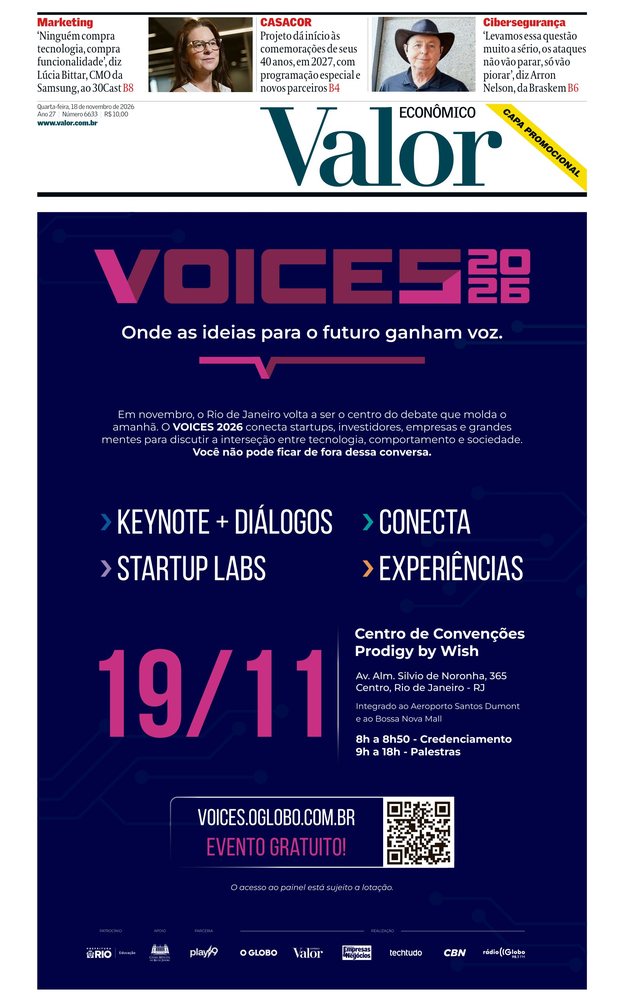 Marketing
'Ninguém compra
tecnologia, compra
funcionalidade', diz
Lúcia Bittar, CMO da
Samsung, ao 30Cast B8
CASACOR
Projeto dá início às
comemorações de seus
40 anos, em 2027, com
programação especial e
novos parceiros B4
Cibersegurança
'Levamos essa questão
muito a sério, os ataques
não vão parar, só vão
piorar', diz Arron
Nelson, da Braskem B6
Quarta-feira, 18 de novembro de 2026
Ano 27 | Número 6633 | R$ 10,00
www.valor.com.br
Valor ECONÔMICO
CAPA PROMOCIONAL
VOICES 2026
Onde as ideias para o futuro ganham voz.
Em novembro, o Rio de Janeiro volta a ser o centro do debate que molda o
amanhã. O VOICES 2026 conecta startups, investidores, empresas e grandes
mentes para discutir a interseção entre tecnologia, comportamento e sociedade.
Você não pode ficar de fora dessa conversa.
KEYNOTE + DIÁLOGOS
CONECTA
STARTUP LABS
EXPERIÊNCIAS
19/11
Centro de Convenções
Prodigy by Wish
Av. Alm. Silvio de Noronha, 365
Centro, Rio de Janeiro - RJ
Integrado ao Aeroporto Santos Dumont
e ao Bossa Nova Mall
8h a 8h50 - Credenciamento
9h a 18h - Palestras
VOICES.OGLOBO.COM.BR
EVENTO GRATUITO!
O acesso ao painel está sujeito a lotação.
PATROCÍNIO
APOIO
PARCERIA
REALIZAÇÃO
PREFEITURA RIO Educação
play9
O GLOBO
Valor
Empresas & Negócios
techtudo
CBN
rádio Globo